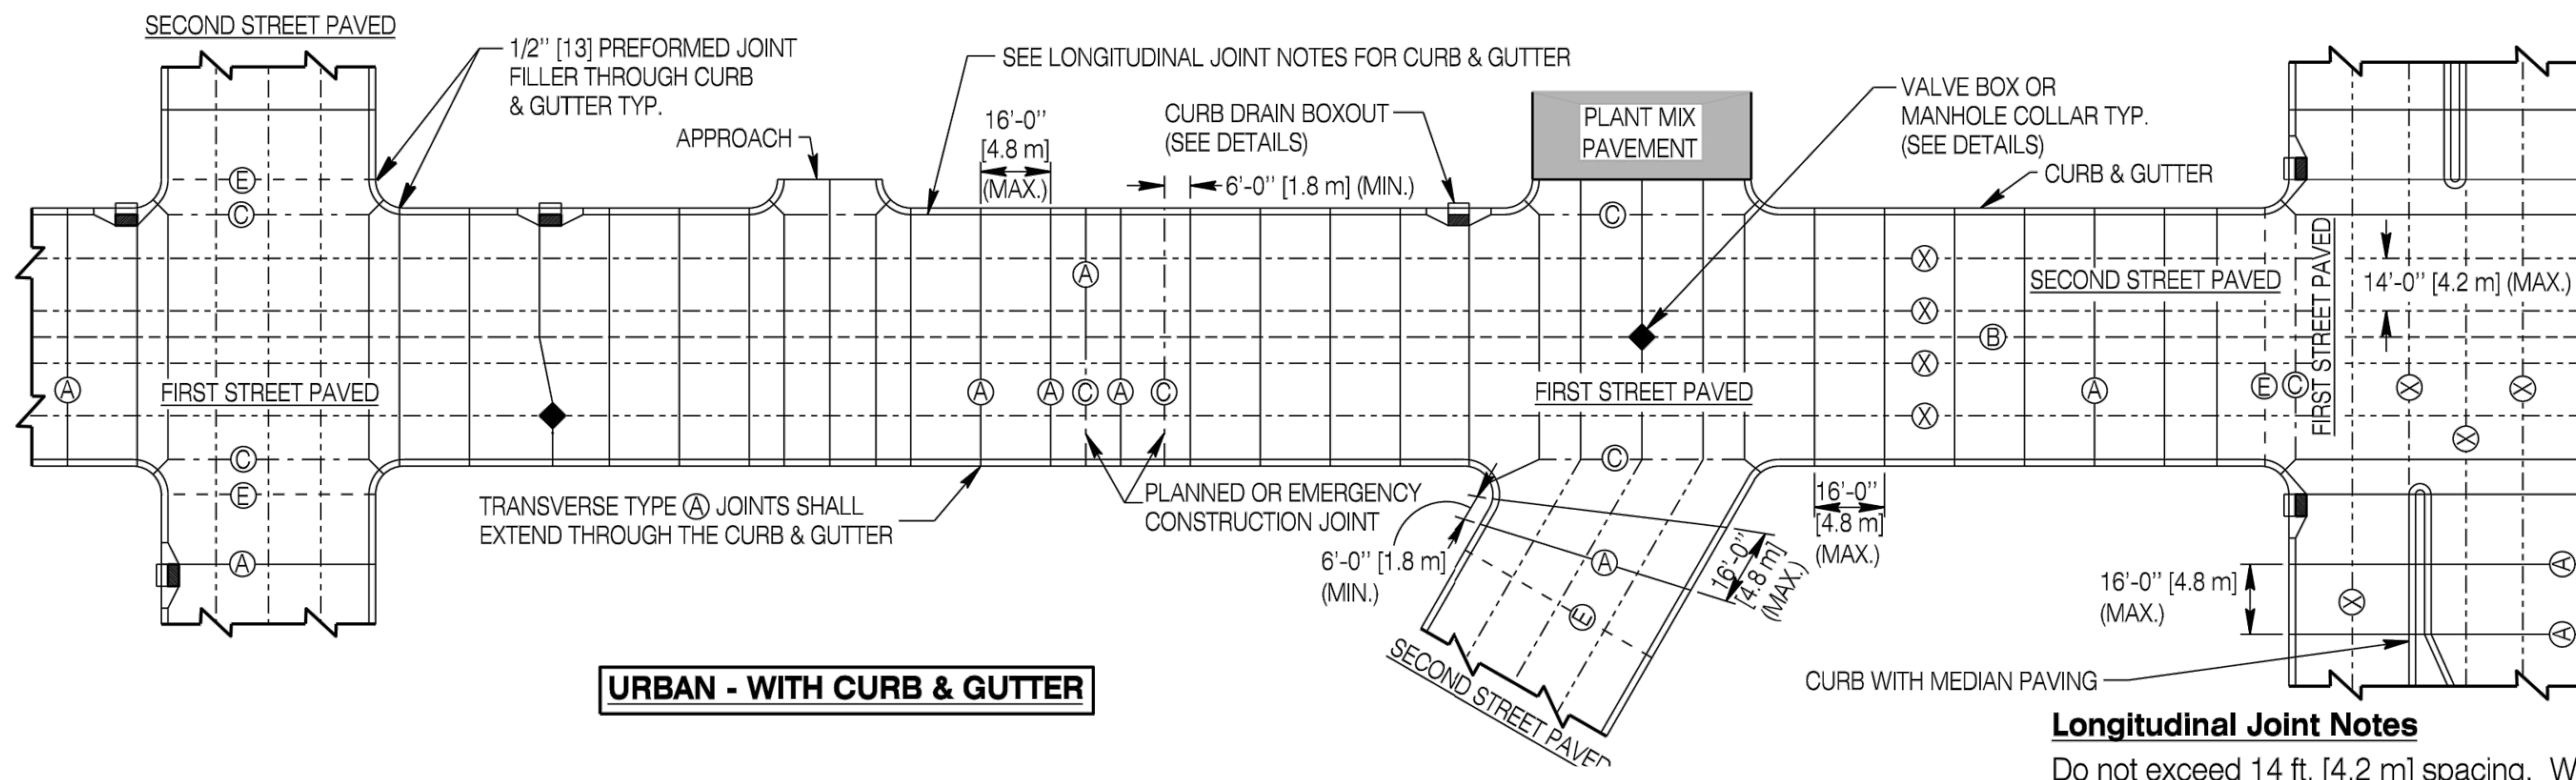 SECOND STREET PAVED
1/2'' [13] PREFORMED JOINT
FILLER THROUGH CURB
& GUTTER TYP.
APPROACH
SEE LONGITUDINAL JOINT NOTES FOR CURB & GUTTER
16'-0''
[4.8 m]
(MAX.)
CURB DRAIN BOXOUT
(SEE DETAILS)
6'-0'' [1.8 m] (MIN.)
PLANT MIX
PAVEMENT
VALVE BOX OR
MANHOLE COLLAR TYP.
(SEE DETAILS)
CURB & GUTTER
E
C
C
A
X
X
X
X
B
SECOND STREET PAVED
FIRST STREET PAVED
14'-0'' [4.2 m] (MAX.)
A
FIRST STREET PAVED
A
A
C
A
C
FIRST STREET PAVED
A
E
C
X
X
X
C
E
A
C
TRANSVERSE TYPE A JOINTS SHALL
EXTEND THROUGH THE CURB & GUTTER
PLANNED OR EMERGENCY
CONSTRUCTION JOINT
6'-0'' [1.8 m]
(MIN.)
A
E
16'-0''
[4.8 m]
(MAX.)
16'-0''
[4.8 m]
(MAX.)
SECOND STREET PAVED
16'-0'' [4.8 m]
(MAX.)
X
A
A
CURB WITH MEDIAN PAVING
URBAN - WITH CURB & GUTTER
Longitudinal Joint Notes
Do not exceed 14 ft. [4.2 m] spacing. W